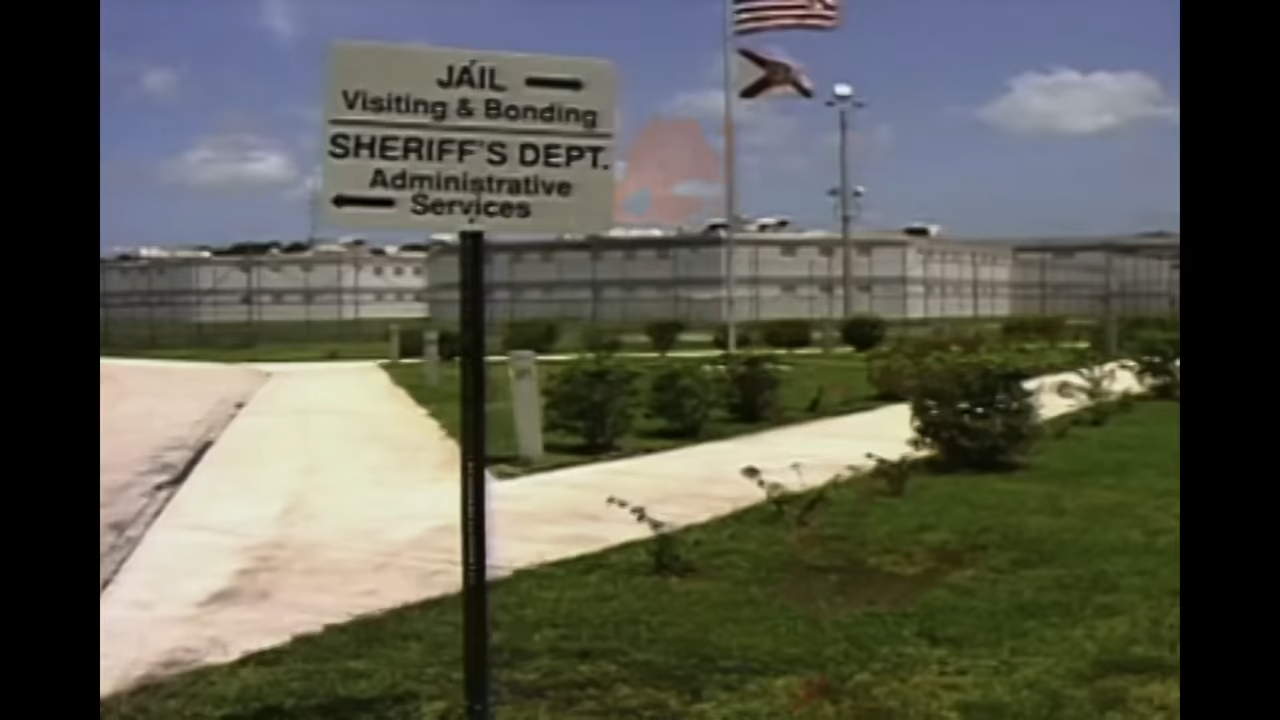 JAIL
Visiting & Bonding
SHERIFF'S DEPT.
Administrative
Services